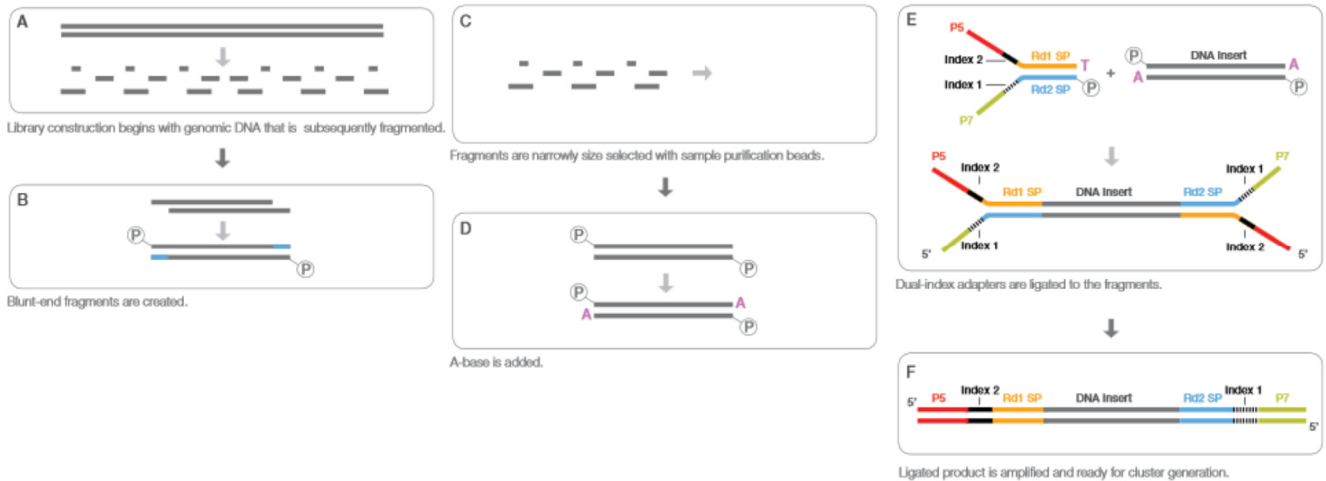 A
Library construction begins with genomic DNA that is subsequently fragmented.
B
P
P
Blunt-end fragments are created.
C
Fragments are narrowly size selected with sample purification beads.
D
P
P
P
A
A
P
A-base is added.
E
P5
Index 2
Rd1 SP
T
Index 1
Rd2 SP
P
P7
+
P
DNA Insert
A
A
P
P5
Index 2
Rd1 SP
DNA Insert
Rd2 SP
Index 1
P7
5'
Index 1
Index 2
5'
Dual-index adapters are ligated to the fragments.
F
5'
P5
Index 2
Rd1 SP
DNA Insert
Rd2 SP
Index 1
P7
5'
Ligated product is amplified and ready for cluster generation.